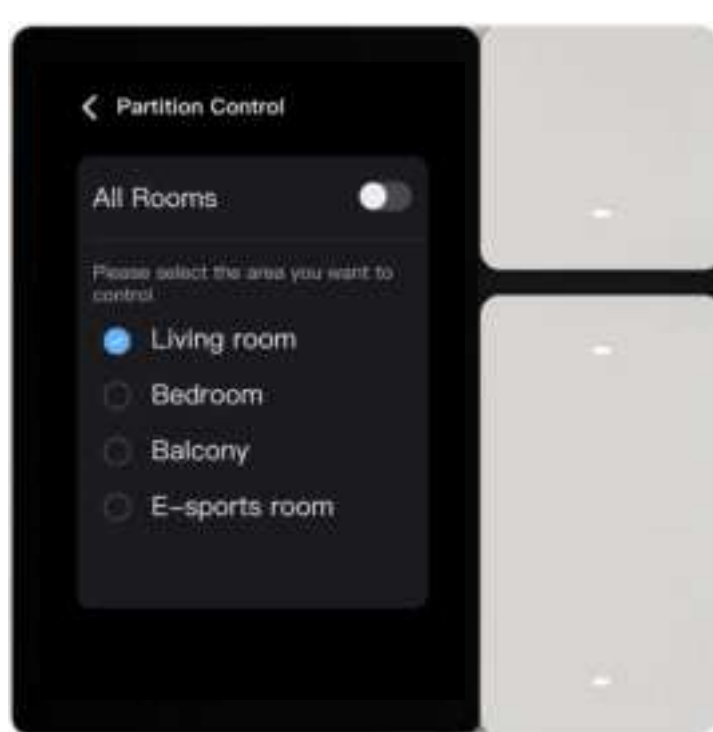 Partition Control
All Rooms
Please select the area you want to
control
Living room
Bedroom
Balcony
E-sports room